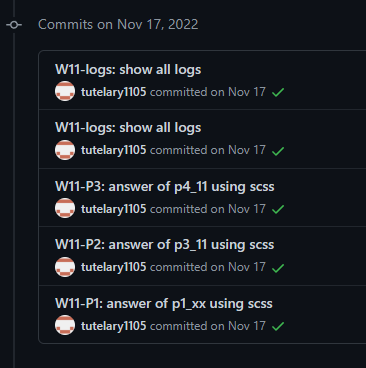 Commits on Nov 17, 2022
W11-logs: show all logs
tutelary1105 committed on Nov 17
W11-logs: show all logs
tutelary1105 committed on Nov 17
W11-P3: answer of p4_11 using scss
tutelary1105 committed on Nov 17
W11-P2: answer of p3_11 using scss
tutelary1105 committed on Nov 17
W11-P1: answer of p1_xx using scss
tutelary1105 committed on Nov 17